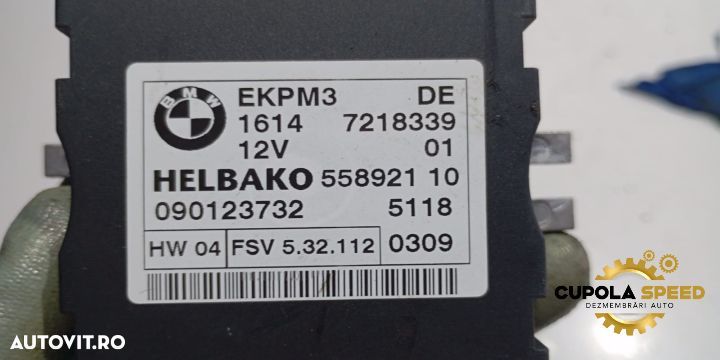 BMW
EKPM3 DE
1614 7218339
12V 01
HELBAKO 558921 10
090123732 5118
HW 04 FSV 5.32.112 0309
CUPOLA SPEED
DEZMEMBRĂRI AUTO
AUTOVIT.RO